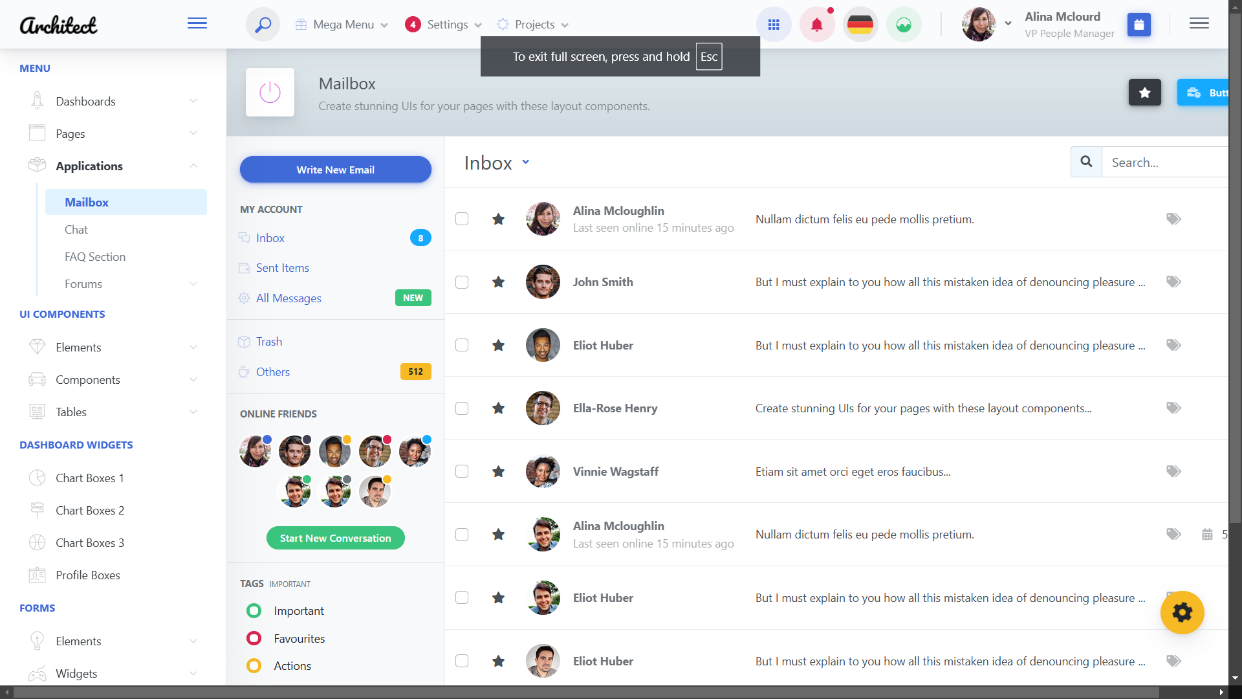 Architect
Mega Menu
4
Settings
Projects
Alina Mclourd
VP People Manager
To exit full screen, press and hold Esc
MENU
Dashboards
Pages
Applications
Mailbox
Chat
FAQ Section
Forums
UI COMPONENTS
Elements
Components
Tables
DASHBOARD WIDGETS
Chart Boxes 1
Chart Boxes 2
Chart Boxes 3
Profile Boxes
FORMS
Elements
Widgets
Mailbox
Create stunning UIs for your pages with these layout components.
Butt
Write New Email
MY ACCOUNT
Inbox 8
Sent Items
All Messages NEW
Trash
Others 512
ONLINE FRIENDS
Start New Conversation
TAGS IMPORTANT
Important
Favourites
Actions
Inbox
Search...
Alina Mcloughlin
Last seen online 15 minutes ago
Nullam dictum felis eu pede mollis pretium.
John Smith
But I must explain to you how all this mistaken idea of denouncing pleasure ...
Eliot Huber
But I must explain to you how all this mistaken idea of denouncing pleasure ...
Ella-Rose Henry
Create stunning UIs for your pages with these layout components...
Vinnie Wagstaff
Etiam sit amet orci eget eros faucibus...
Alina Mcloughlin
Last seen online 15 minutes ago
Nullam dictum felis eu pede mollis pretium.
5
Eliot Huber
But I must explain to you how all this mistaken idea of denouncing pleasure ...
Eliot Huber
But I must explain to you how all this mistaken idea of denouncing pleasure ...